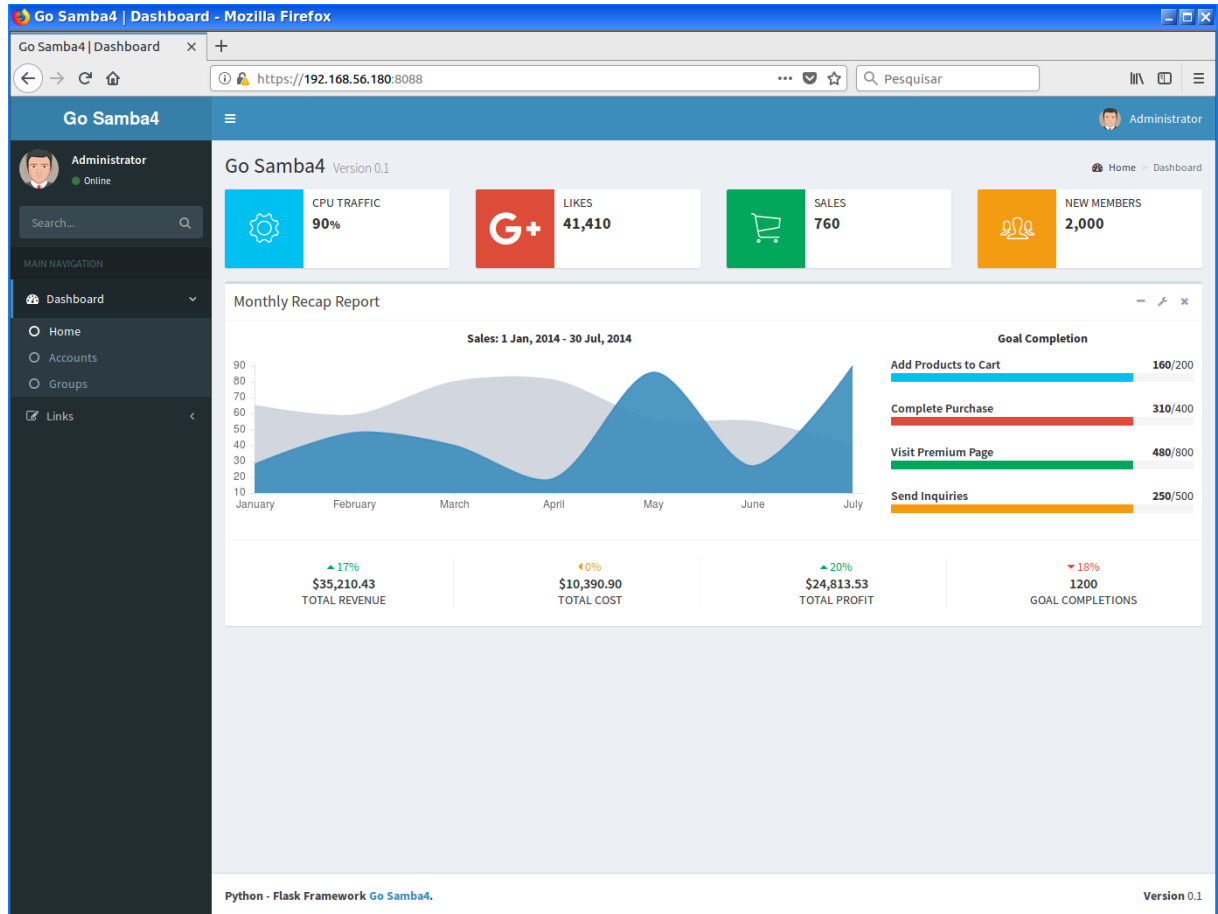 Go Samba4 | Dashboard - Mozilla Firefox
Go Samba4 | Dashboard
https://192.168.56.180:8088
Pesquisar
Go Samba4
Administrator
Administrator
Online
Search...
MAIN NAVIGATION
Dashboard
Home
Accounts
Groups
Links
Go Samba4 Version 0.1
Home > Dashboard
CPU TRAFFIC
90%
G+
LIKES
41,410
SALES
760
NEW MEMBERS
2,000
Monthly Recap Report
Sales: 1 Jan, 2014 - 30 Jul, 2014
90
80
70
60
50
40
30
20
10
January February March April May June July
Goal Completion
Add Products to Cart 160/200
Complete Purchase 310/400
Visit Premium Page 480/800
Send Inquiries 250/500
17%
$35,210.43
TOTAL REVENUE
0%
$10,390.90
TOTAL COST
20%
$24,813.53
TOTAL PROFIT
18%
1200
GOAL COMPLETIONS
Python - Flask Framework Go Samba4.
Version 0.1